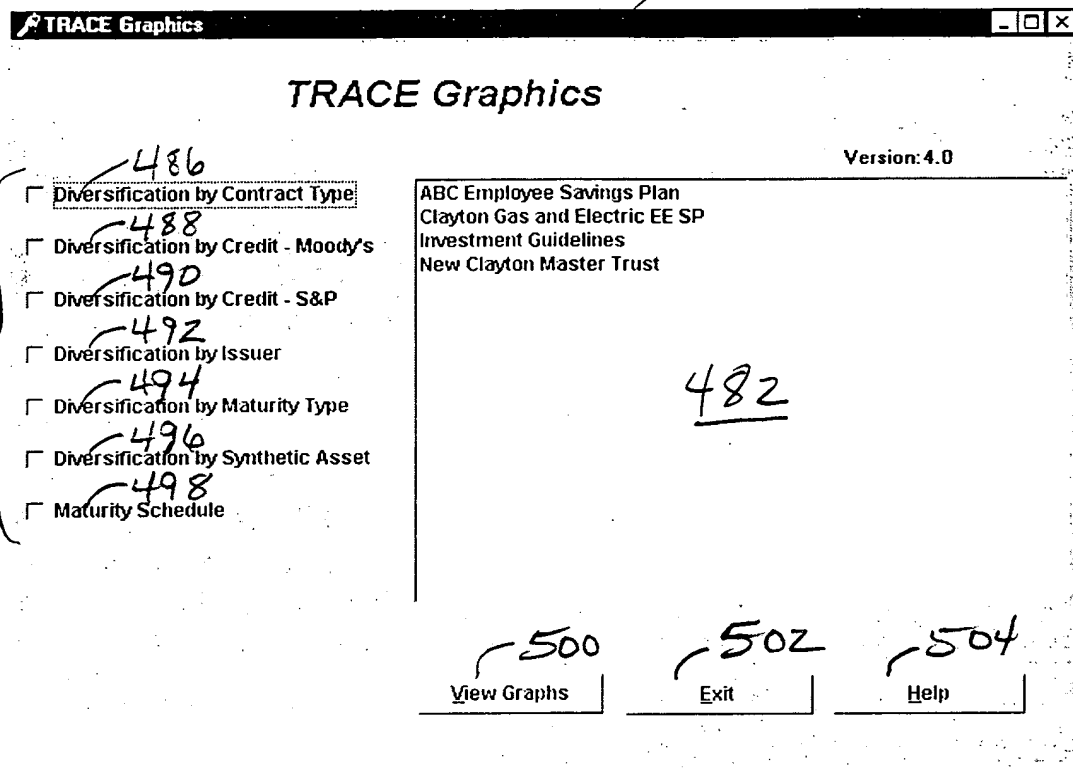 TRACE Graphics
TRACE Graphics
Version: 4.0
486
Diversification by Contract Type
488
Diversification by Credit - Moody's
490
Diversification by Credit - S&P
492
Diversification by Issuer
494
Diversification by Maturity Type
496
Diversification by Synthetic Asset
498
Maturity Schedule
ABC Employee Savings Plan
Clayton Gas and Electric EE SP
Investment Guidelines
New Clayton Master Trust
482
500
502
504
View Graphs
Exit
Help